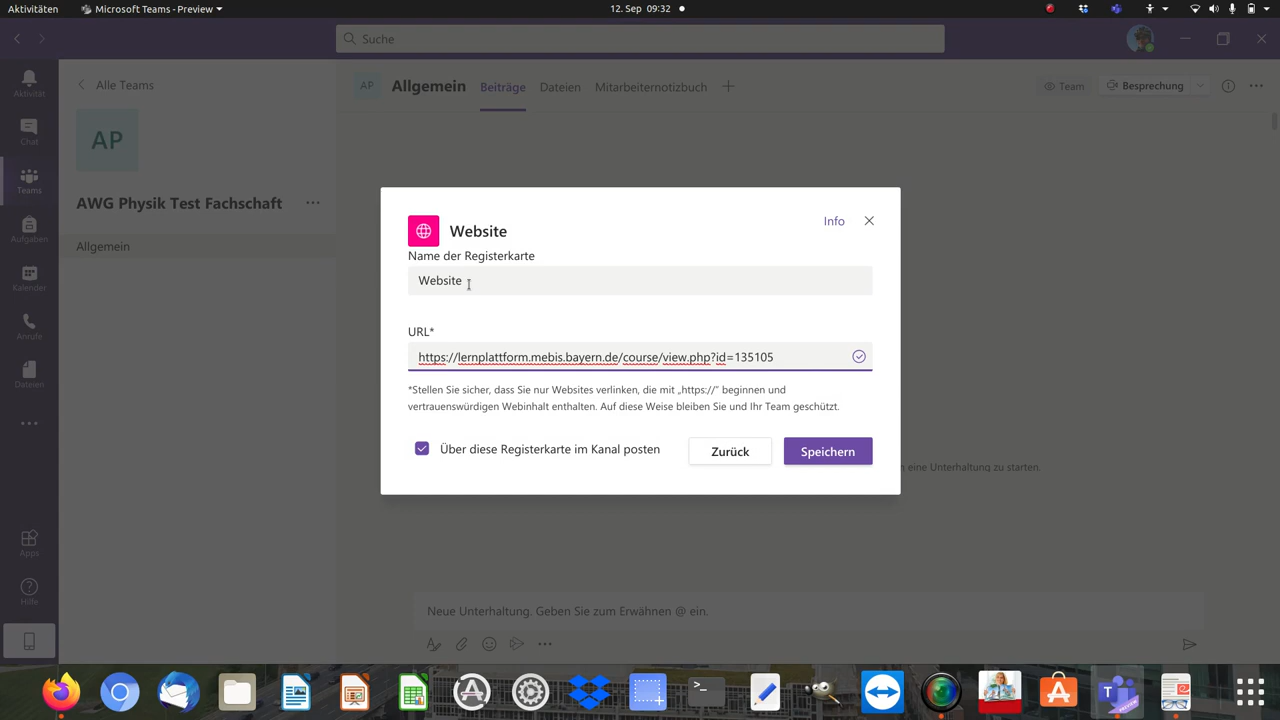 Aktivitäten
Microsoft Teams - Preview
12. Sep 09:32
Suche
Aktivität
Chat
Teams
Aufgaben
Kalender
Anrufe
Dateien
Apps
Hilfe
Alle Teams
AP
AWG Physik Test Fachschaft
Allgemein
AP
Allgemein
Beiträge
Dateien
Mitarbeiternotizbuch
Team
Besprechung
Website
Info
Name der Registerkarte
Website
URL*
https://lernplattform.mebis.bayern.de/course/view.php?id=135105
*Stellen Sie sicher, dass Sie nur Websites verlinken, die mit „https://“ beginnen und
vertrauenswürdigen Webinhalt enthalten. Auf diese Weise bleiben Sie und Ihr Team geschützt.
Über diese Registerkarte im Kanal posten
Zurück
Speichern
eine Unterhaltung zu starten.
Neue Unterhaltung. Geben Sie zum Erwähnen @ ein.